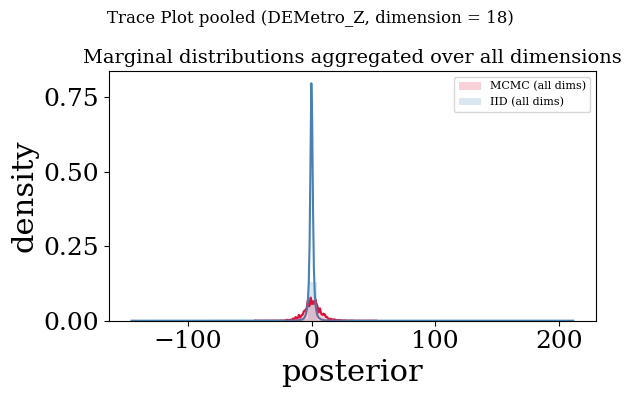 Trace Plot pooled (DEMetro_Z, dimension = 18)
Marginal distributions aggregated over all dimensions
MCMC (all dims)
IID (all dims)
density
0.75
0.50
0.25
0.00
−100
0
100
200
posterior